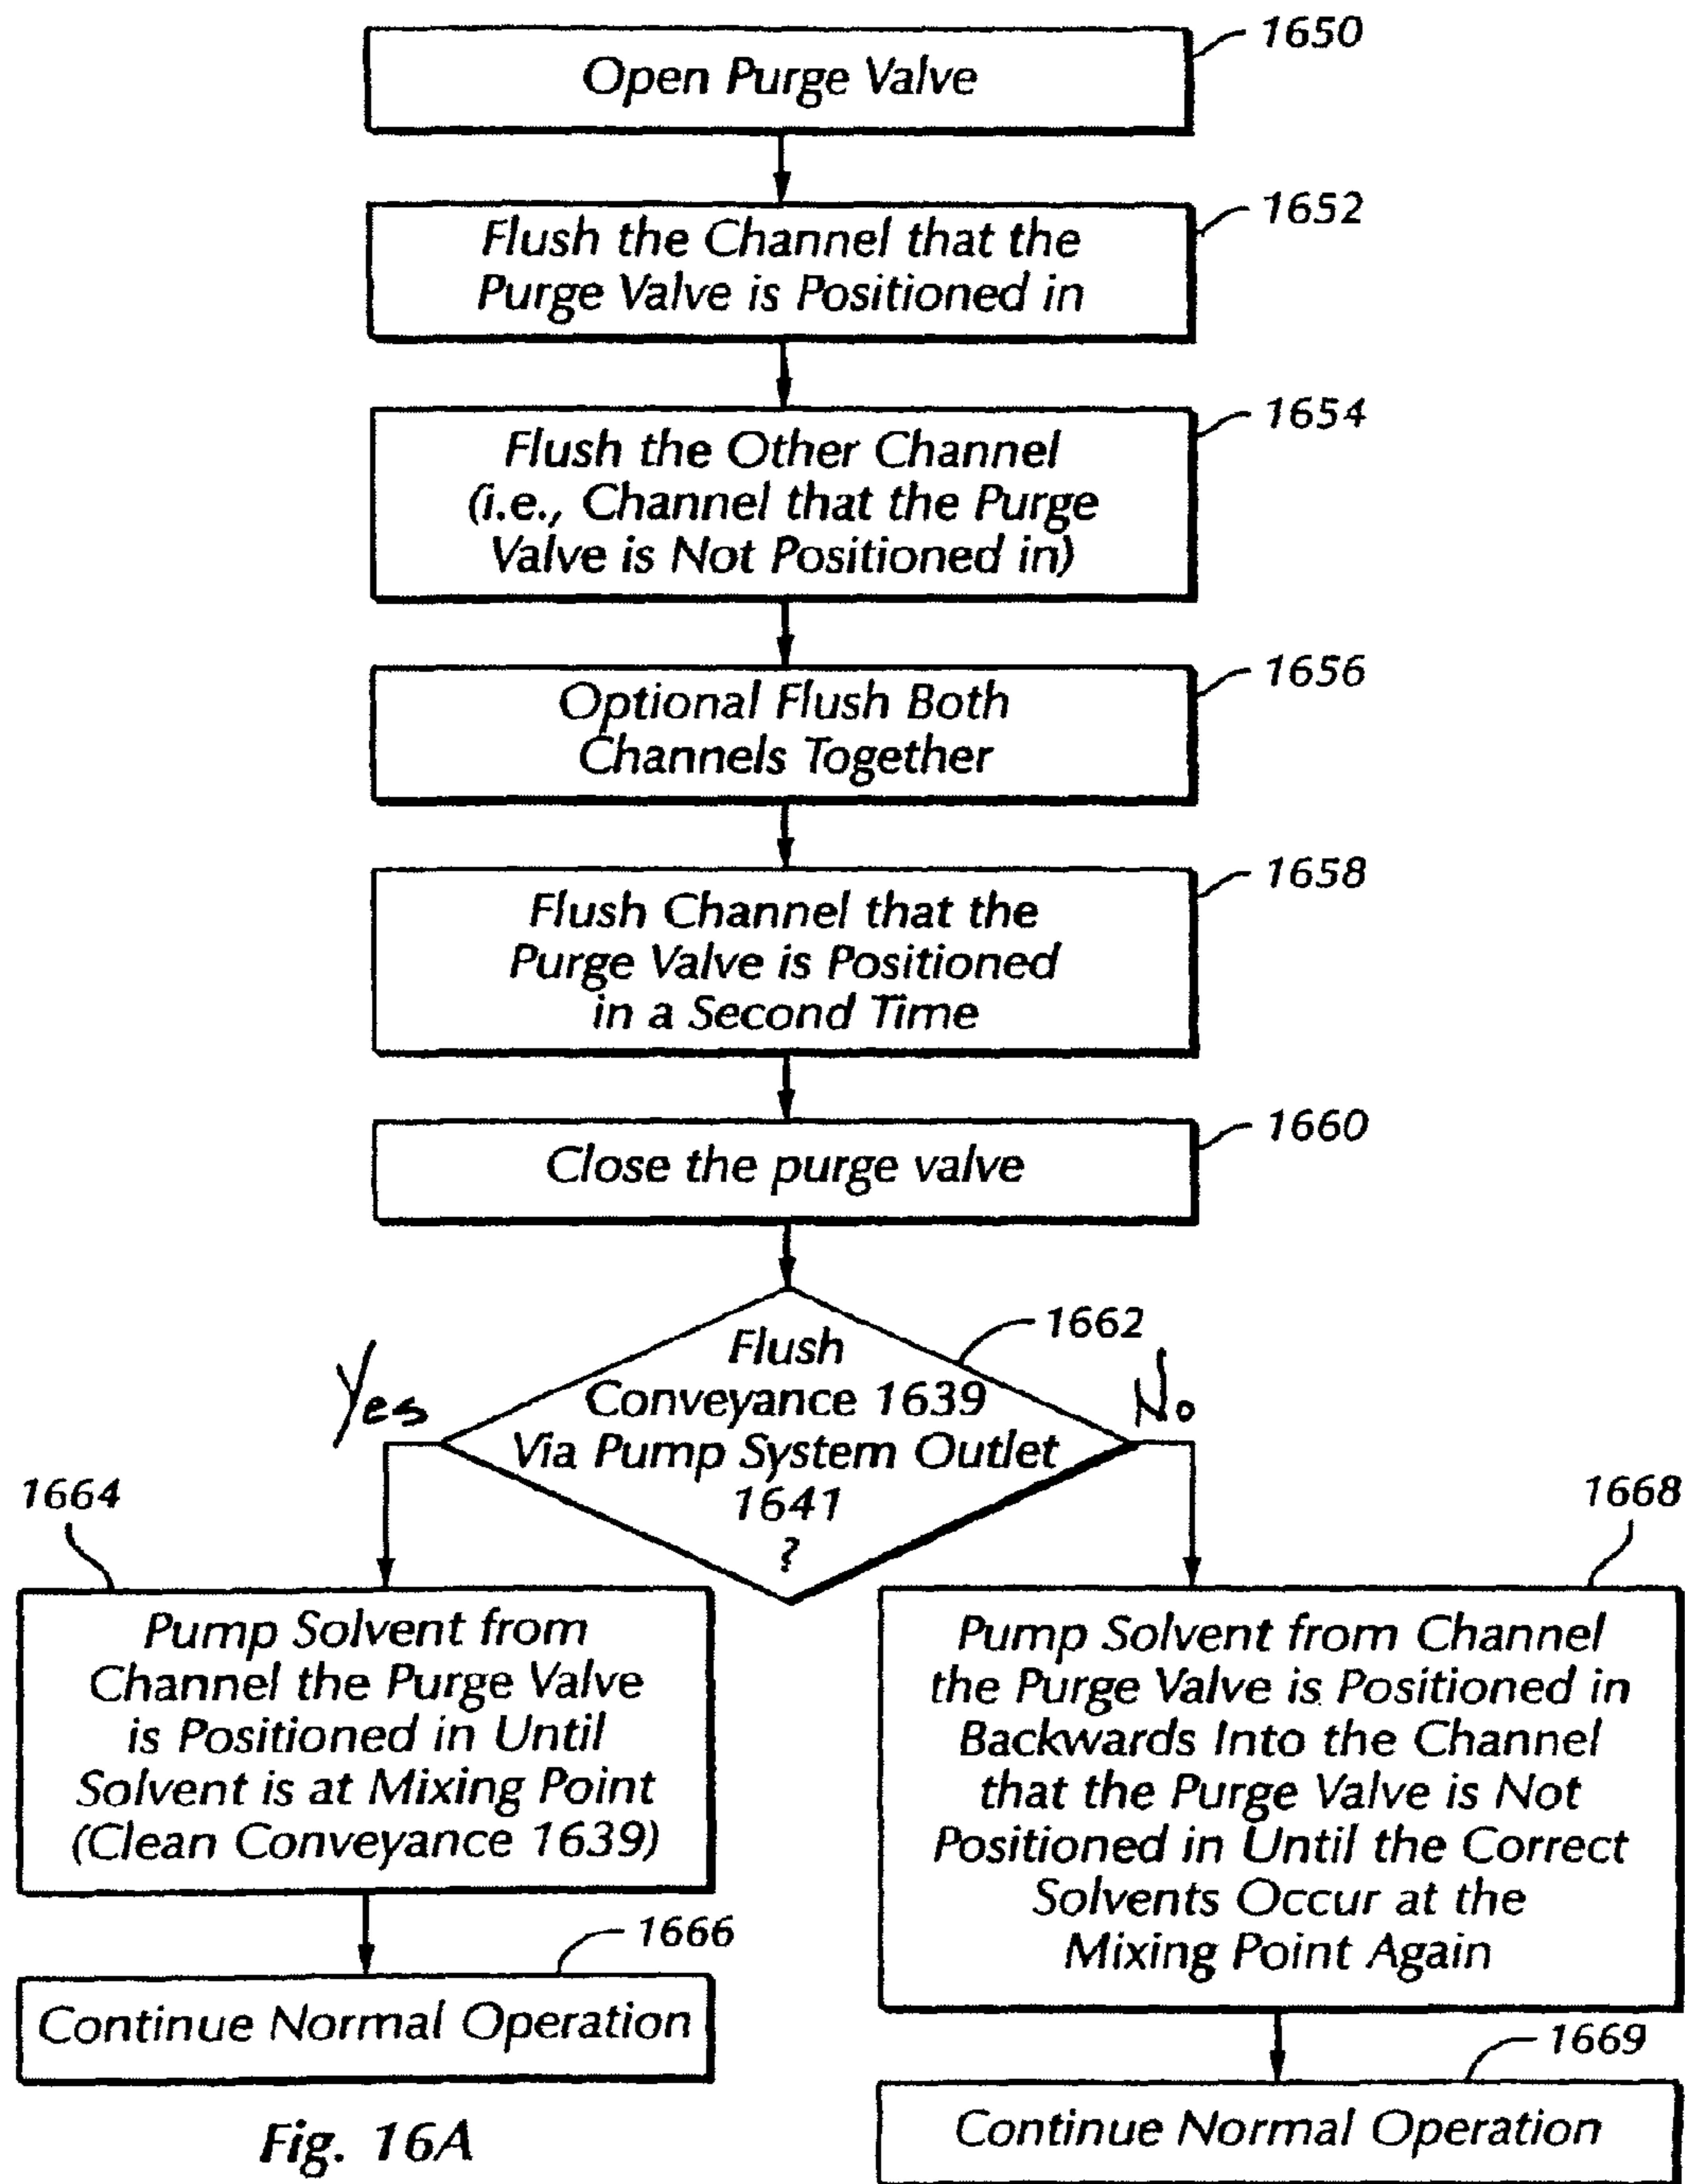 1650
Open Purge Valve
1652
Flush the Channel that the
Purge Valve is Positioned in
1654
Flush the Other Channel
(i.e., Channel that the Purge
Valve is Not Positioned in)
1656
Optional Flush Both
Channels Together
1658
Flush Channel that the
Purge Valve is Positioned
in a Second Time
1660
Close the purge valve
1662
Flush
Conveyance 1639
Via Pump System Outlet
1641
?
Yes
No
1664
Pump Solvent from
Channel the Purge Valve
is Positioned in Until
Solvent is at Mixing Point
(Clean Conveyance 1639)
1666
Continue Normal Operation
1668
Pump Solvent from Channel
the Purge Valve is Positioned in
Backwards Into the Channel
that the Purge Valve is Not
Positioned in Until the Correct
Solvents Occur at the
Mixing Point Again
1669
Continue Normal Operation
Fig. 16A